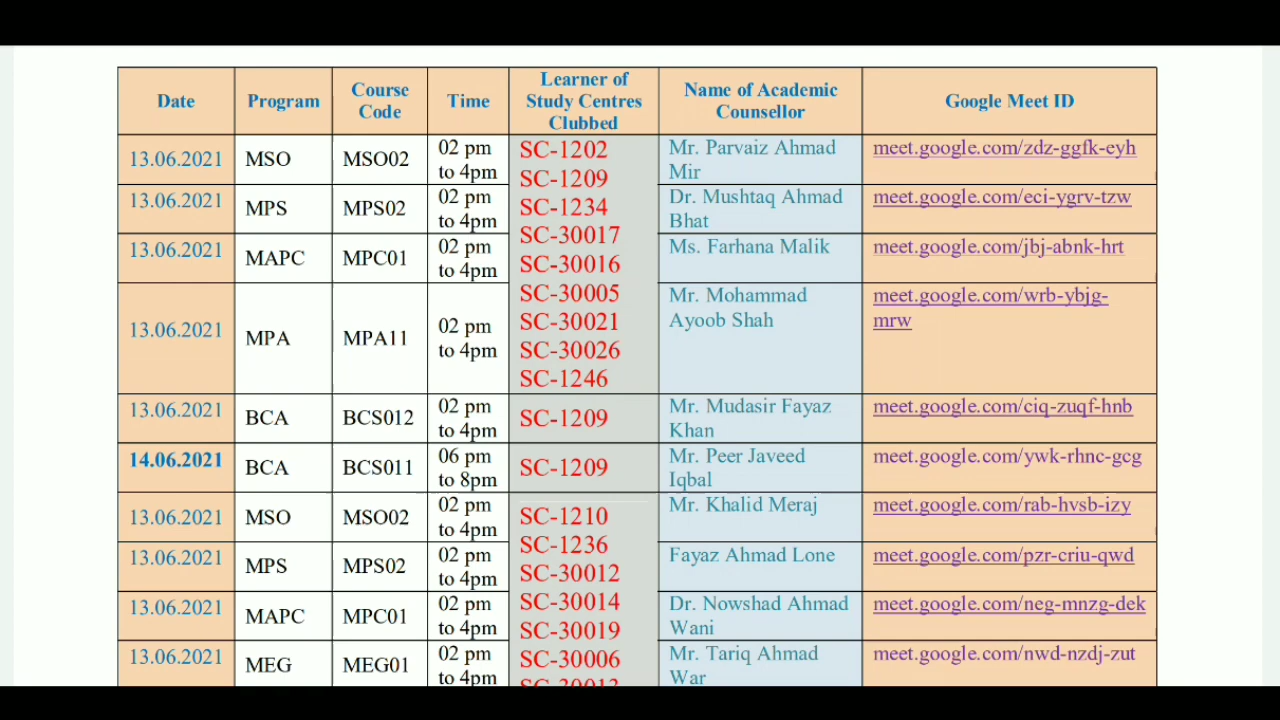 Date Program Course Code Time Learner of Study Centres Clubbed Name of Academic Counsellor Google Meet ID
13.06.2021 MSO MSO02 02 pm to 4pm Mr. Parvaiz Ahmad Mir meet.google.com/zdz-ggfk-eyh
13.06.2021 MPS MPS02 02 pm to 4pm Dr. Mushtaq Ahmad Bhat meet.google.com/eci-ygrv-tzw
13.06.2021 MAPC MPC01 02 pm to 4pm Ms. Farhana Malik meet.google.com/jbj-abnk-hrt
13.06.2021 MPA MPA11 02 pm to 4pm Mr. Mohammad Ayoob Shah meet.google.com/wrb-ybjg-mrw
SC-1202
SC-1209
SC-1234
SC-30017
SC-30016
SC-30005
SC-30021
SC-30026
SC-1246
13.06.2021 BCA BCS012 02 pm to 4pm SC-1209 Mr. Mudasir Fayaz Khan meet.google.com/ciq-zuqf-hnb
14.06.2021 BCA BCS011 06 pm to 8pm SC-1209 Mr. Peer Javeed Iqbal meet.google.com/ywk-rhnc-gcg
13.06.2021 MSO MSO02 02 pm to 4pm Mr. Khalid Meraj meet.google.com/rab-hvsb-izy
13.06.2021 MPS MPS02 02 pm to 4pm Fayaz Ahmad Lone meet.google.com/pzr-criu-qwd
13.06.2021 MAPC MPC01 02 pm to 4pm Dr. Nowshad Ahmad Wani meet.google.com/neg-mnzg-dek
13.06.2021 MEG MEG01 02 pm to 4pm Mr. Tariq Ahmad War meet.google.com/nwd-nzdj-zut
SC-1210
SC-1236
SC-30012
SC-30014
SC-30019
SC-30006